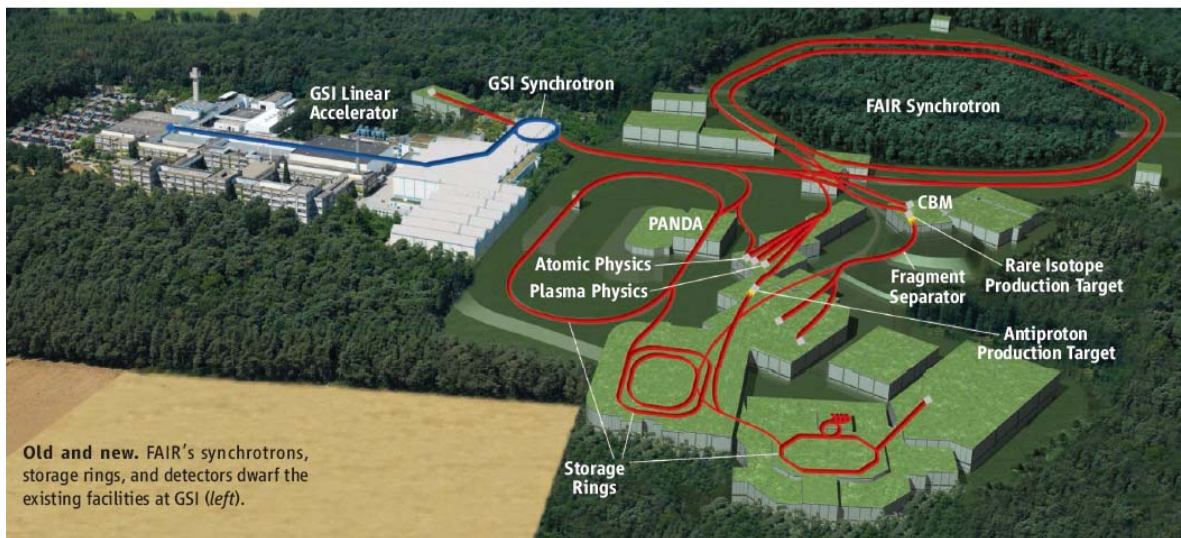 GSI Linear
Accelerator
GSI Synchrotron
FAIR Synchrotron
PANDA
CBM
Atomic Physics
Plasma Physics
Fragment
Separator
Rare Isotope
Production Target
Antiproton
Production Target
Storage
Rings
Old and new. FAIR's synchrotrons,
storage rings, and detectors dwarf the
existing facilities at GSI (left).